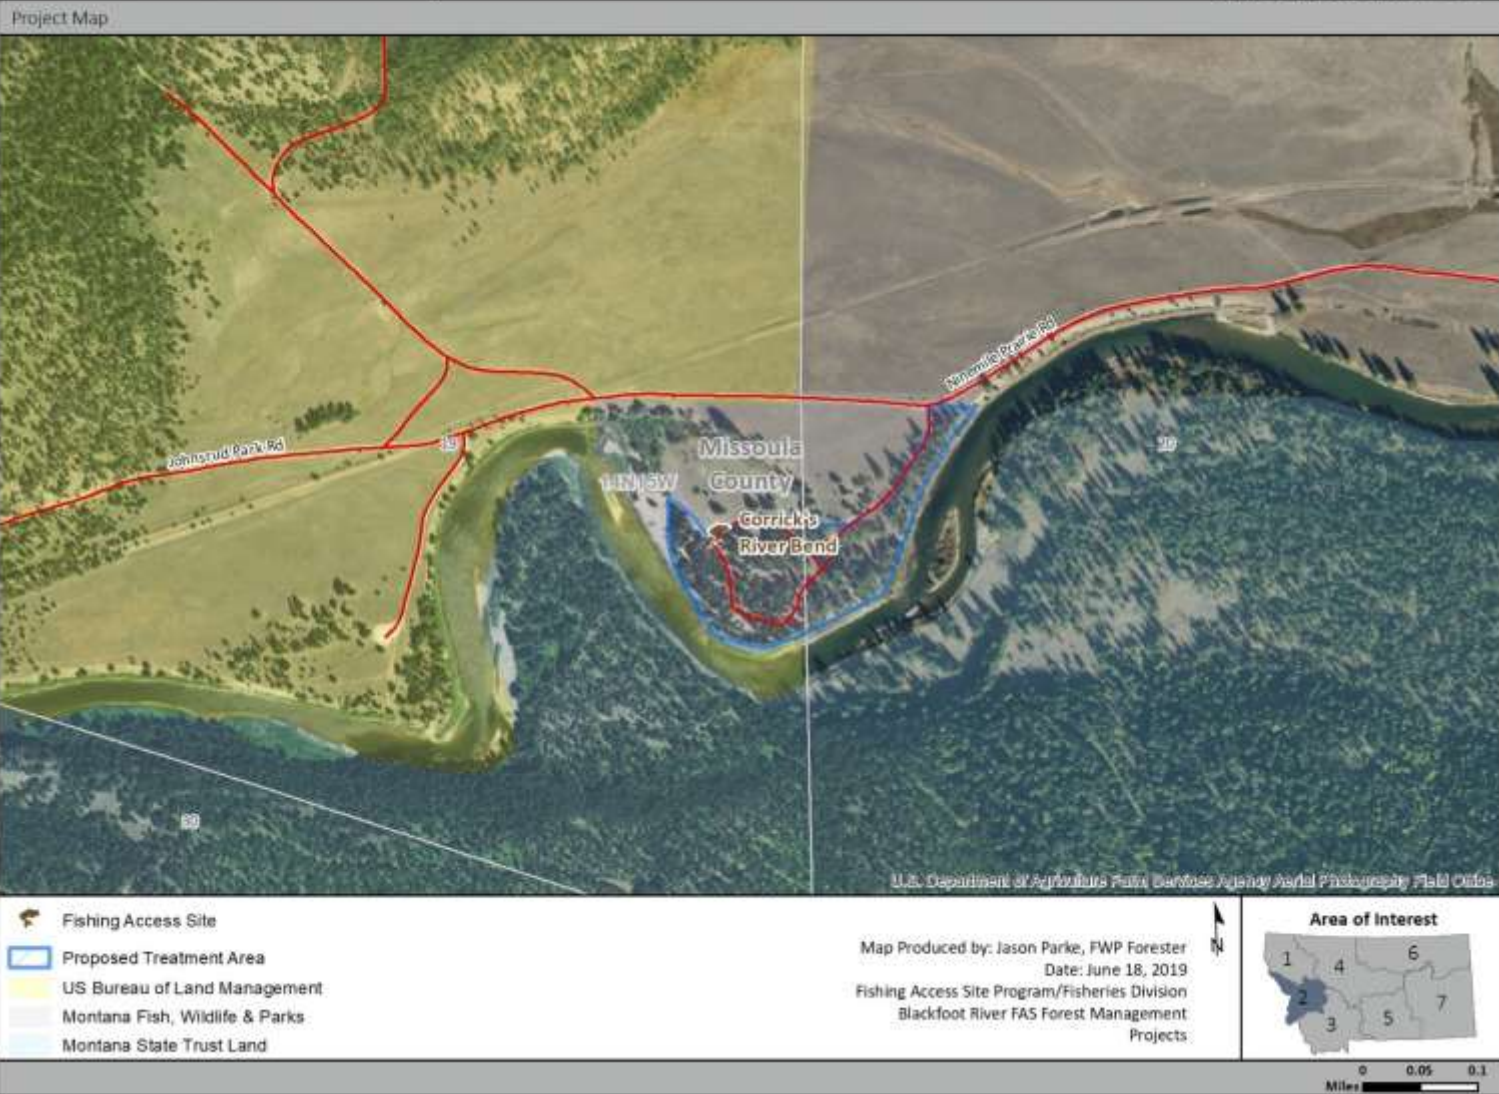 Project Map
Ninemile Prairie Rd
Johnsrud Park Rd
19
20
Missoula
County
14N15W
Corrick's
River Bend
30
U.S. Department of Agriculture Farm Services Agency Aerial Photography Field Office
Fishing Access Site
Proposed Treatment Area
US Bureau of Land Management
Montana Fish, Wildlife & Parks
Montana State Trust Land
Map Produced by: Jason Parke, FWP Forester
Date: June 18, 2019
Fishing Access Site Program/Fisheries Division
Blackfoot River FAS Forest Management
Projects
N
Area of Interest
1
4
6
2
3
5
7
0 0.05 0.1
Miles